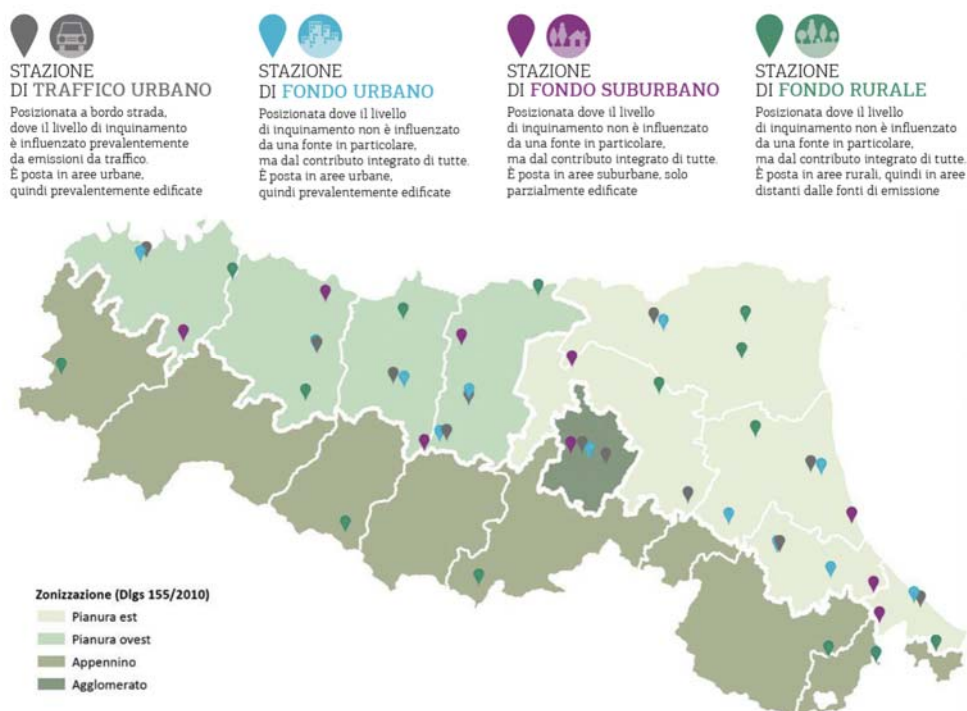 STAZIONE
DI TRAFFICO URBANO
Posizionata a bordo strada,
dove il livello di inquinamento
è influenzato prevalentemente
da emissioni da traffico.
È posta in aree urbane,
quindi prevalentemente edificate
STAZIONE
DI FONDO URBANO
Posizionata dove il livello
di inquinamento non è influenzato
da una fonte in particolare,
ma dal contributo integrato di tutte.
È posta in aree urbane,
quindi prevalentemente edificate
STAZIONE
DI FONDO SUBURBANO
Posizionata dove il livello
di inquinamento non è influenzato
da una fonte in particolare,
ma dal contributo integrato di tutte.
È posta in aree suburbane, solo
parzialmente edificate
STAZIONE
DI FONDO RURALE
Posizionata dove il livello
di inquinamento non è influenzato
da una fonte in particolare,
ma dal contributo integrato di tutte.
È posta in aree rurali, quindi in aree
distanti dalle fonti di emissione
Zonizzazione (Dlgs 155/2010)
Pianura est
Pianura ovest
Appennino
Agglomerato